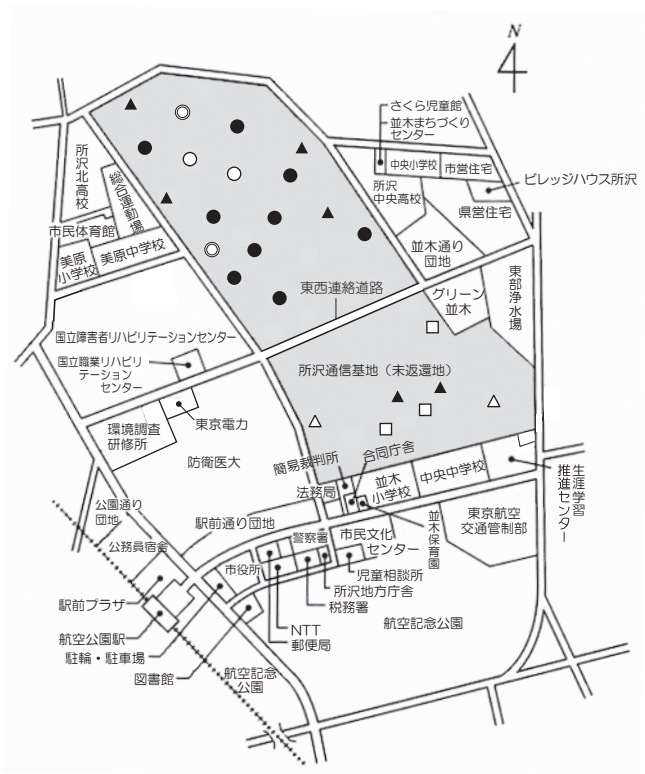 N
さくら児童館
並木まちづくり
センター
中央小学校
市営住宅
ビレッジハウス所沢
所沢
中央高校
県営住宅
並木通り
団地
所沢北高校
総合運動場
市民体育館
美原
小学校
美原中学校
東西連絡道路
グリーン
並木
東部浄水場
国立障害者リハビリテーションセンター
国立職業リハビリ
テーション
センター
所沢通信基地（未返還地）
東京電力
環境調査
研修所
防衛医大
簡易裁判所
合同庁舎
法務局
並木
小学校
中央中学校
生涯学習
推進センター
公園通り
団地
駅前通り団地
公務員宿舎
市民文化
センター
並木保育園
東京航空
交通管制部
警察署
市役所
児童相談所
所沢地方庁舎
税務署
駅前プラザ
航空公園駅
駐輪・駐車場
図書館
NTT
郵便局
航空記念公園
航空記念
公園